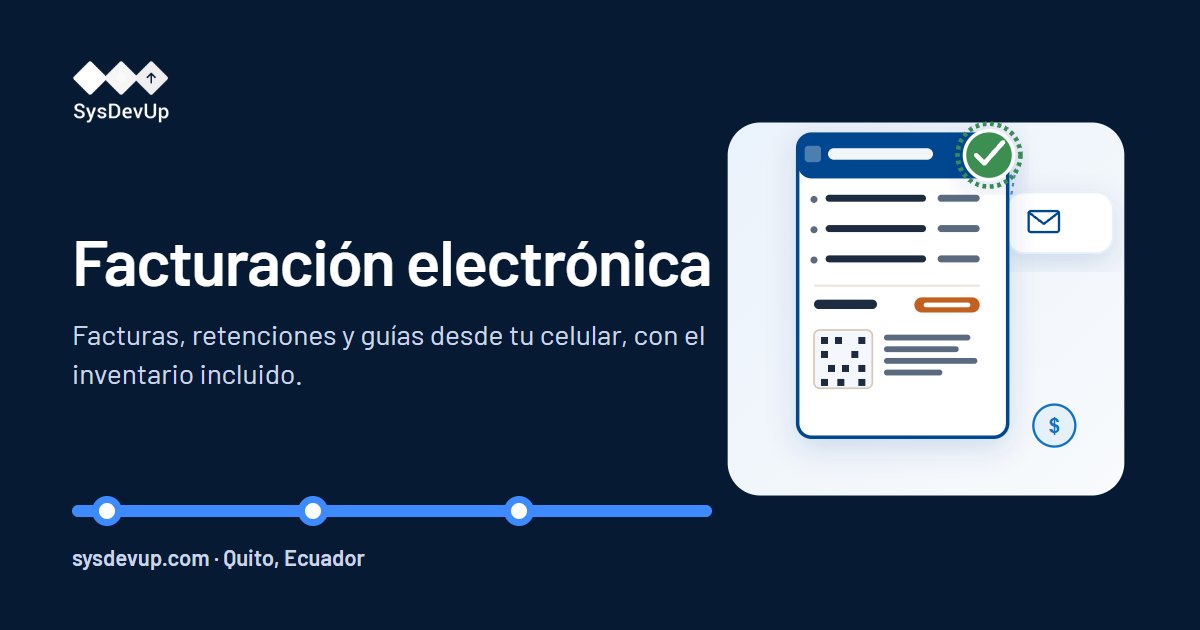 SysDevUp
Facturación electrónica
Facturas, retenciones y guías desde tu celular, con el
inventario incluido.
$
sysdevup.com · Quito, Ecuador